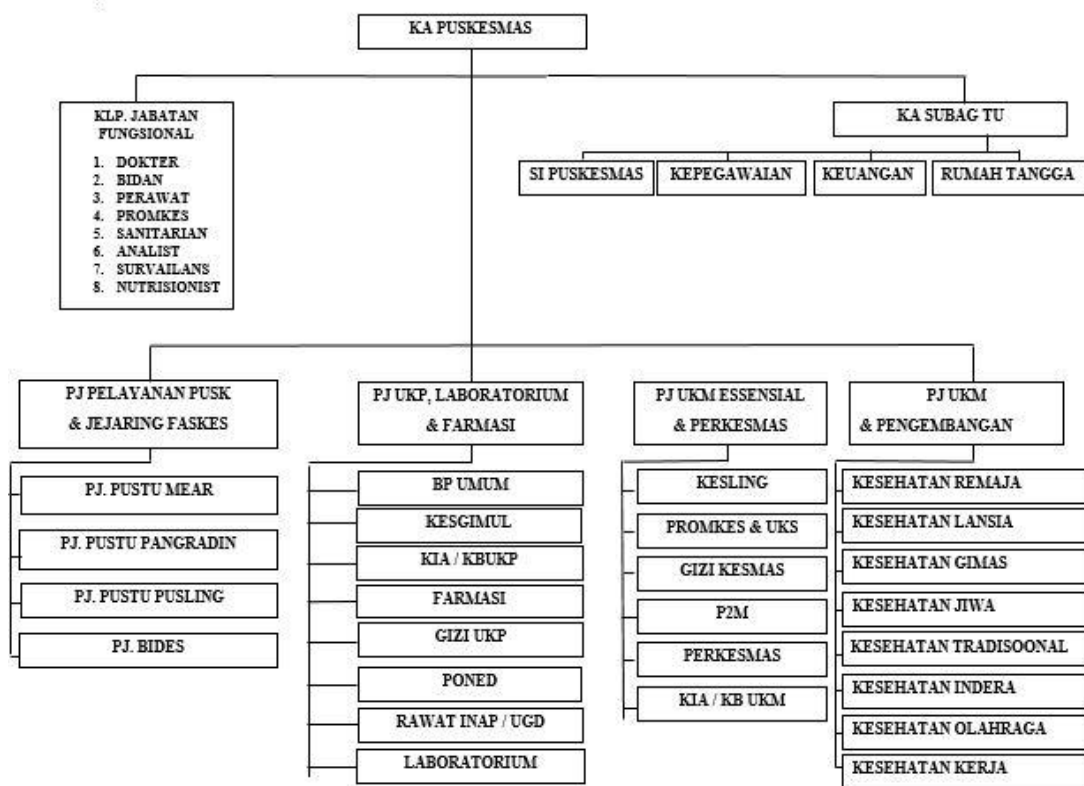 KA PUSKESMAS
KLP. JABATAN
FUNGSIONAL
1. DOKTER
2. BIDAN
3. PERAWAT
4. PROMKES
5. SANITARIAN
6. ANALIST
7. SURVAILANS
8. NUTRISIONIST
KA SUBAG TU
SI PUSKESMAS
KEPEGAWAIAN
KEUANGAN
RUMAH TANGGA
PJ PELAYANAN PUSK
& JEJARING FASKES
PJ. PUSTU MEAR
PJ. PUSTU PANGRADIN
PJ. PUSTU PUSLING
PJ. BIDES
PJ UKP, LABORATORIUM
& FARMASI
BP UMUM
KESGIMUL
KIA / KBUKP
FARMASI
GIZI UKP
PONED
RAWAT INAP / UGD
LABORATORIUM
PJ UKM ESSENSIAL
& PERKESMAS
KESLING
PROMKES & UKS
GIZI KESMAS
P2M
PERKESMAS
KIA / KB UKM
PJ UKM
& PENGEMBANGAN
KESEHATAN REMAJA
KESEHATAN LANSIA
KESEHATAN GIMAS
KESEHATAN JIWA
KESEHATAN TRADISOONAL
KESEHATAN INDERA
KESEHATAN OLAHRAGA
KESEHATAN KERJA